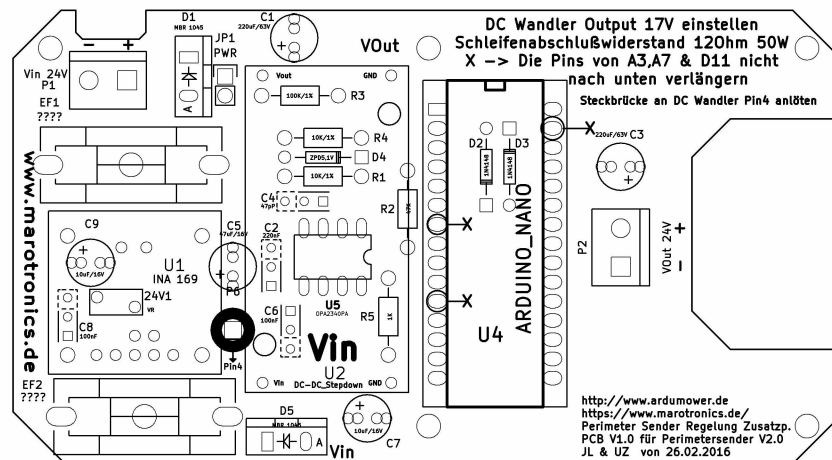 DC Wandler Output 17V einstellen
Schleifenabschlußwiderstand 12Ohm 50W
X -> Die Pins von A3,A7 & D11 nicht
nach unten verlängern
Steckbrücke an DC Wandler Pin4 anlöten
D1
MBR 1045
A
JP1
PWR
C1
220uF/63V
VOut
- +
Vin 24V
P1
EF1
????
Vout
GND
100K/1%
R3
10K/1%
R4
ZPD5,1V
D4
10K/1%
R1
C4
47pF
R2
47K
D2
D3
1N4148
1N4148
X
220uF/63V
C3
www.marotronics.de
C9
10uF/16V
U1
INA 169
24V1
VR
C8
100nF
C5
47uF/16V
P6
C2
220nF
U5
OPA2340PA
C6
100nF
R5
1K
X
X
ARDUINO_NANO
U4
P2
VOut 24V
+
-
Pin4
Vin
U2
Vin
DC-DC_Stepdown
GND
EF2
????
D5
MBR 1045
A
Vin
10uF/16V
C7
http://www.ardumower.de
https://www.marotronics.de/
Perimeter Sender Regelung Zusatzp.
PCB V1.0 für Perimetersender V2.0
JL & UZ von 26.02.2016